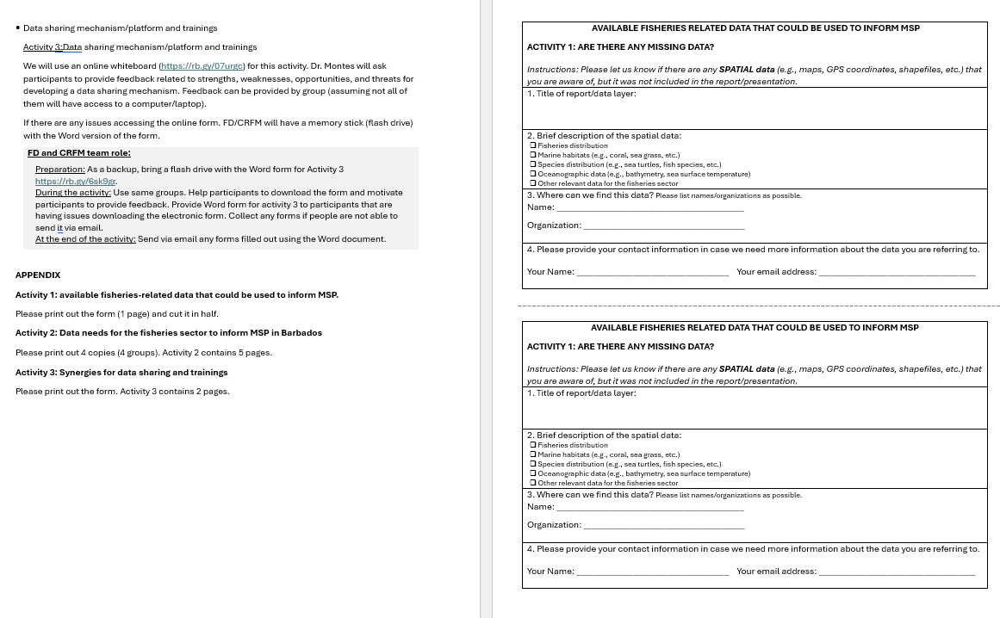 • Data sharing mechanism/platform and trainings
Activity 3:Data sharing mechanism/platform and trainings
We will use an online whiteboard (https://rb.gy/07urgc) for this activity. Dr. Montes will ask
participants to provide feedback related to strengths, weaknesses, opportunities, and threats for
developing a data sharing mechanism. Feedback can be provided by group (assuming not all of
them will have access to a computer/laptop).
If there are any issues accessing the online form. FD/CRFM will have a memory stick (flash drive)
with the Word version of the form.
FD and CRFM team role:
Preparation: As a backup, bring a flash drive with the Word form for Activity 3
https://rb.gy/6sk9gr.
During the activity: Use same groups. Help participants to download the form and motivate
participants to provide feedback. Provide Word form for activity 3 to participants that are
having issues downloading the electronic form. Collect any forms if people are not able to
send it via email.
At the end of the activity: Send via email any forms filled out using the Word document.
APPENDIX
Activity 1: available fisheries-related data that could be used to inform MSP.
Please print out the form (1 page) and cut it in half.
Activity 2: Data needs for the fisheries sector to inform MSP in Barbados
Please print out 4 copies (4 groups). Activity 2 contains 5 pages.
Activity 3: Synergies for data sharing and trainings
Please print out the form. Activity 3 contains 2 pages.
AVAILABLE FISHERIES RELATED DATA THAT COULD BE USED TO INFORM MSP
ACTIVITY 1: ARE THERE ANY MISSING DATA?
Instructions: Please let us know if there are any SPATIAL data (e.g., maps, GPS coordinates, shapefiles, etc.) that
you are aware of, but it was not included in the report/presentation.
1. Title of report/data layer:
2. Brief description of the spatial data:
❑ Fisheries distribution
❑ Marine habitats (e.g., coral, sea grass, etc.)
❑ Species distribution (e.g., sea turtles, fish species, etc.)
❑ Oceanographic data (e.g., bathymetry, sea surface temperature)
❑ Other relevant data for the fisheries sector
3. Where can we find this data? Please list names/organizations as possible.
Name: ______________________________________
Organization: ________________________________
4. Please provide your contact information in case we need more information about the data you are referring to.
Your Name: ______________________________ Your email address: ______________________________
AVAILABLE FISHERIES RELATED DATA THAT COULD BE USED TO INFORM MSP
ACTIVITY 1: ARE THERE ANY MISSING DATA?
Instructions: Please let us know if there are any SPATIAL data (e.g., maps, GPS coordinates, shapefiles, etc.) that
you are aware of, but it was not included in the report/presentation.
1. Title of report/data layer:
2. Brief description of the spatial data:
❑ Fisheries distribution
❑ Marine habitats (e.g., coral, sea grass, etc.)
❑ Species distribution (e.g., sea turtles, fish species, etc.)
❑ Oceanographic data (e.g., bathymetry, sea surface temperature)
❑ Other relevant data for the fisheries sector
3. Where can we find this data? Please list names/organizations as possible.
Name: ______________________________________
Organization: ________________________________
4. Please provide your contact information in case we need more information about the data you are referring to.
Your Name: ______________________________ Your email address: ______________________________